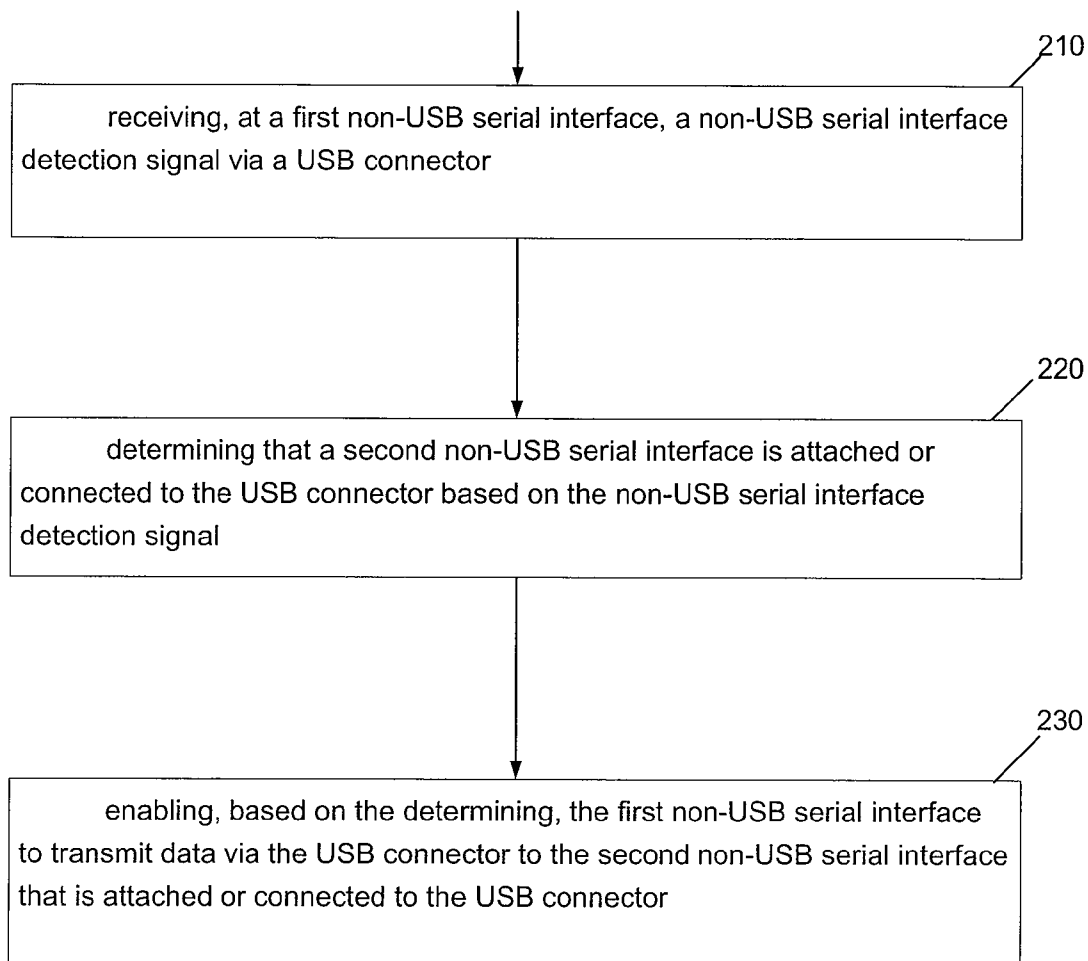 210
receiving, at a first non-USB serial interface, a non-USB serial interface
detection signal via a USB connector
220
determining that a second non-USB serial interface is attached or
connected to the USB connector based on the non-USB serial interface
detection signal
230
enabling, based on the determining, the first non-USB serial interface
to transmit data via the USB connector to the second non-USB serial interface
that is attached or connected to the USB connector